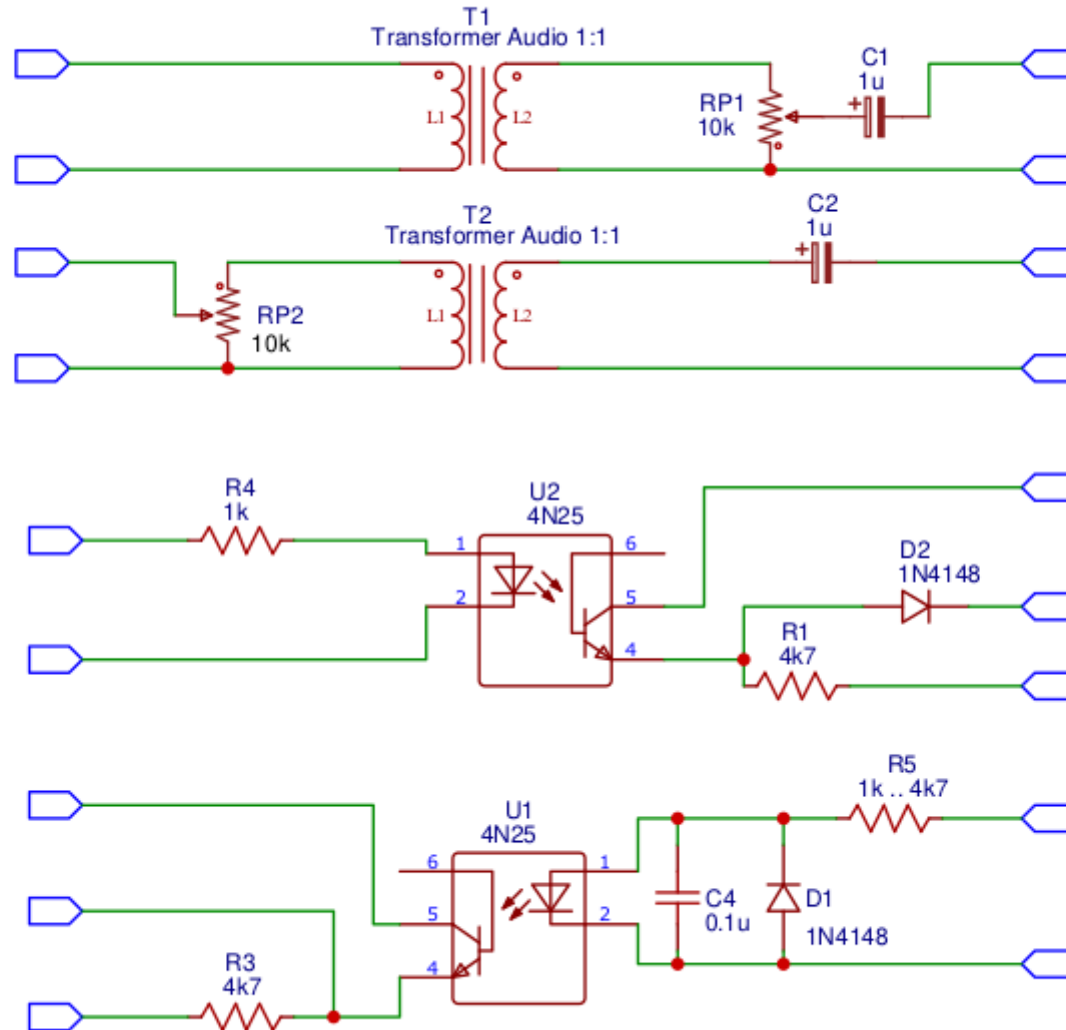 T1
Transformer Audio 1:1
L1
L2
RP1
10k
C1
1u
T2
Transformer Audio 1:1
L1
L2
RP2
10k
C2
1u
R4
1k
U2
4N25
1
2
6
5
4
D2
1N4148
R1
4k7
U1
4N25
6
5
4
1
2
R3
4k7
C4
0.1u
D1
1N4148
R5
1k .. 4k7